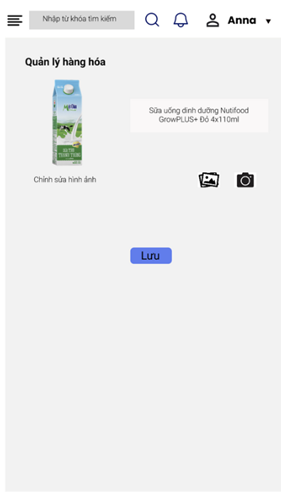 Nhập từ khóa tìm kiếm
Anna
Quản lý hàng hóa
Sữa uống dinh dưỡng Nutifood
GrowPLUS+ Đỏ 4x110ml
Chỉnh sửa hình ảnh
Lưu